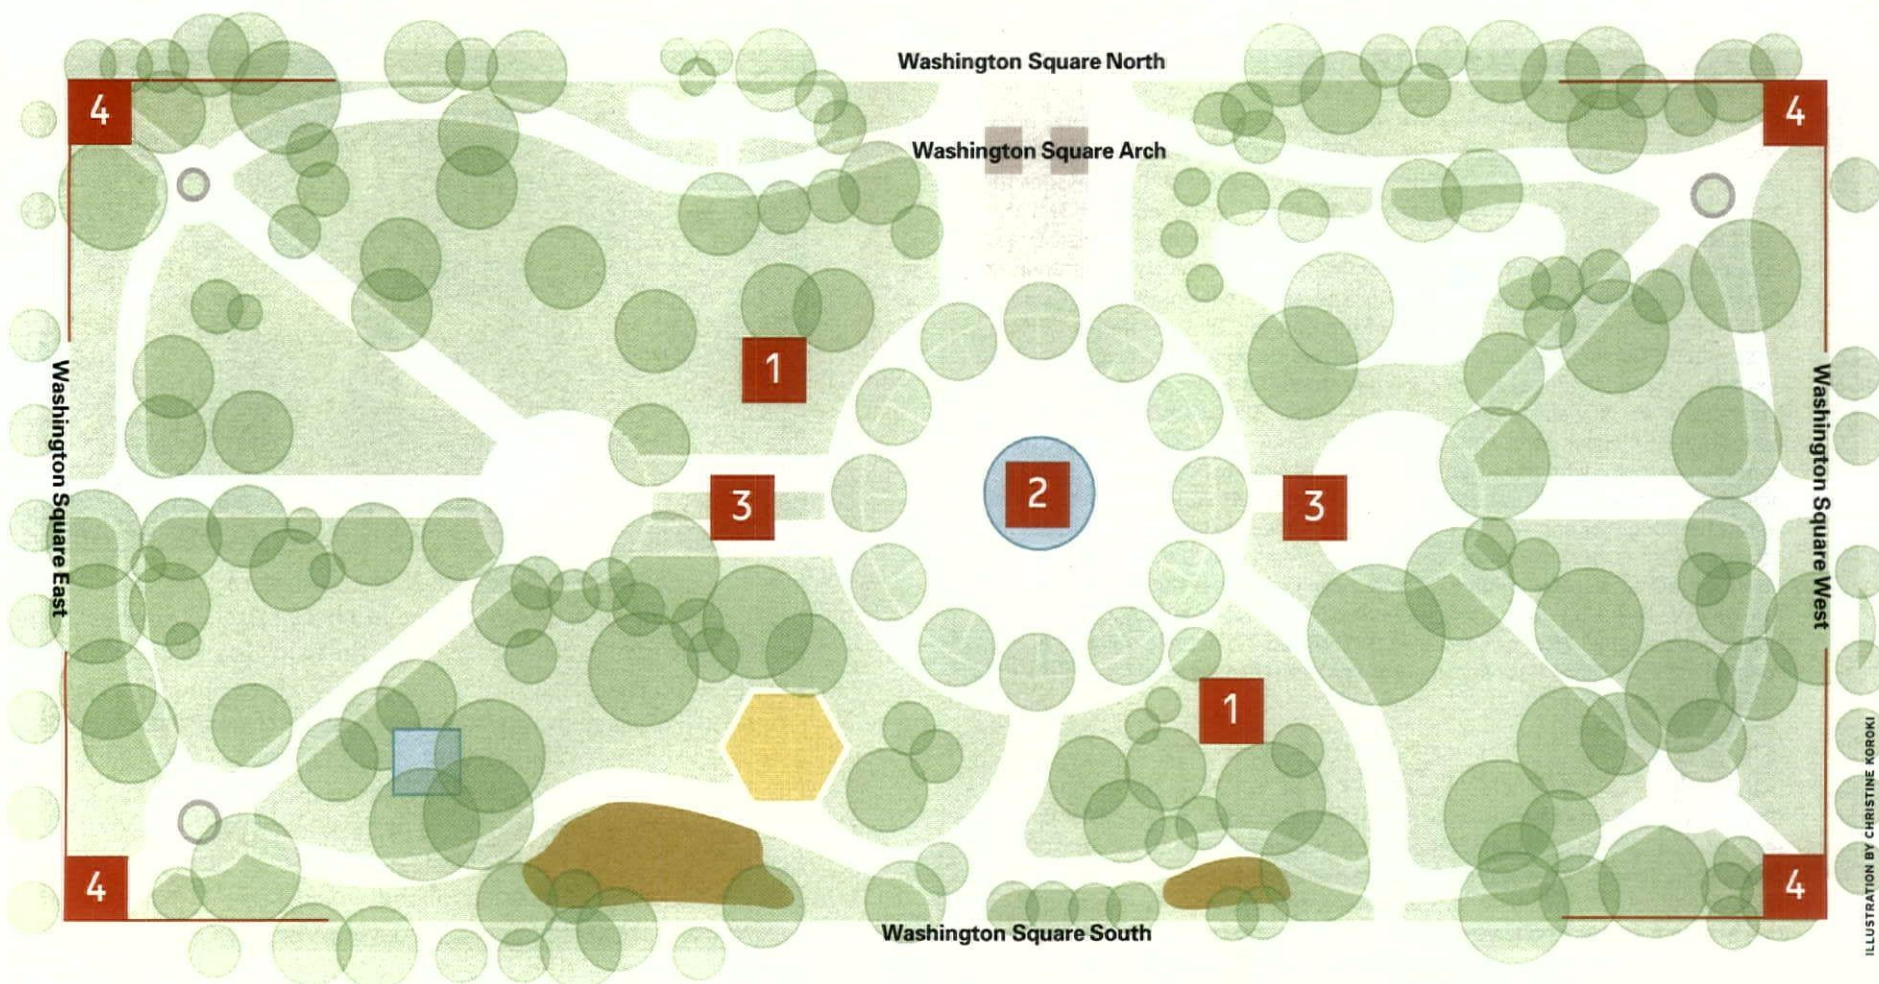 Washington Square North
4
4
Washington Square Arch
1
Washington Square East
Washington Square West
3
2
3
1
4
4
Washington Square South
ILLUSTRATION BY CHRISTINE KOROKI